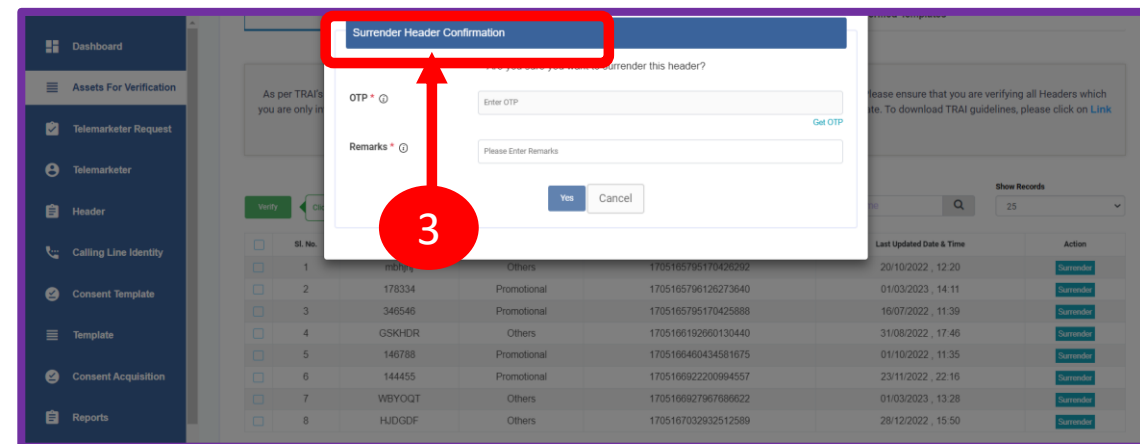 Surrender Header Confirmation
surrender this header?
Dashboard
Assets For Verification
Telemarketer Request
Telemarketer
Header
Calling Line Identity
Consent Template
Template
Consent Acquisition
Reports
As per TRAI's
lease ensure that you are verifying all Headers which
you are only in
ate. To download TRAI guidelines, please click on Link
OTP * Enter OTP
Get OTP
Remarks * Please Enter Remarks
Yes Cancel
3
Show Records
Verify 25
Sl. No. Last Updated Date & Time Action
1 Others 1705165795170426292 20/10/2022 , 12:20 Surrender
2 178334 Promotional 1705165796126273640 01/03/2023 , 14:11 Surrender
3 346546 Promotional 1705165795170425888 16/07/2022 , 11:39 Surrender
4 GSKHDR Others 1705166192660130440 31/08/2022 , 17:46 Surrender
5 146788 Promotional 1705166460434581675 01/10/2022 , 11:35 Surrender
6 144455 Promotional 1705166922200994557 23/11/2022 , 22:16 Surrender
7 WBYOQT Others 1705166927967686622 01/03/2023 , 13:28 Surrender
8 HJDGDF Others 1705167032932512589 28/12/2022 , 15:50 Surrender